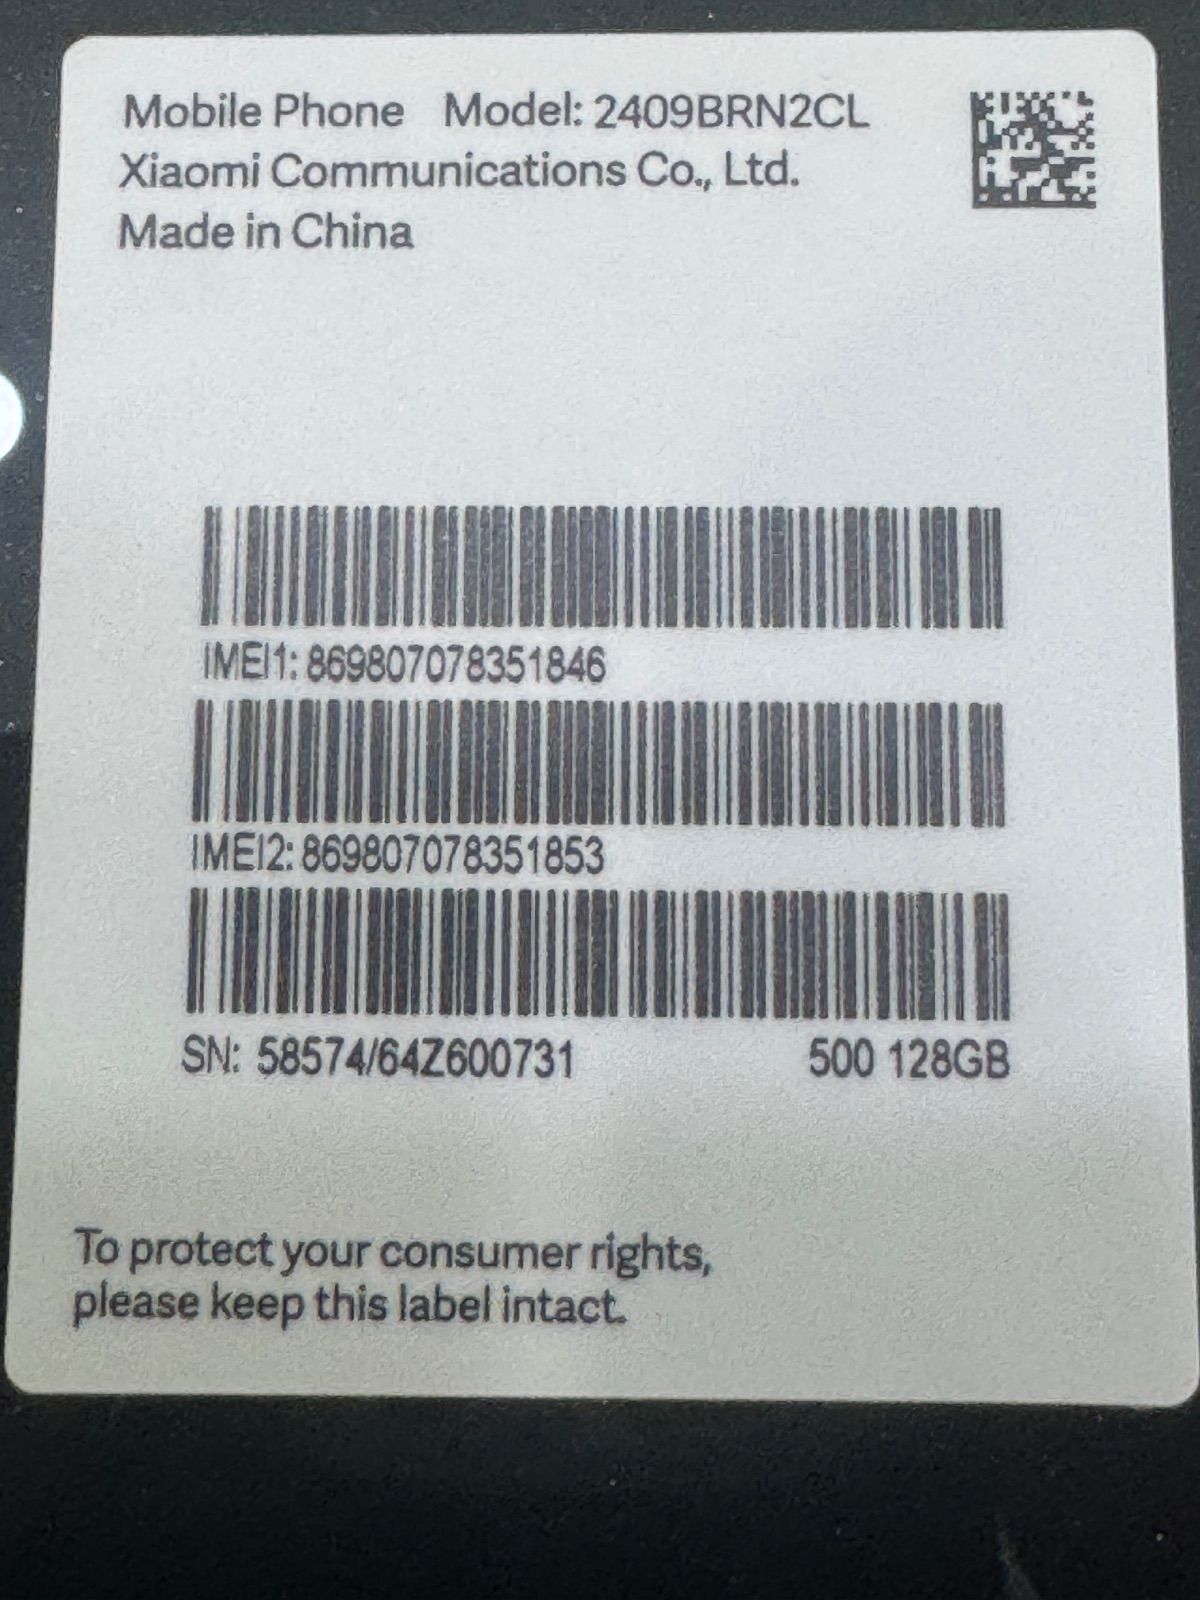 Mobile Phone Model: 2409BRN2CL
Xiaomi Communications Co., Ltd.
Made in China
IMEI1: 869807078351846
IMEI2: 869807078351853
SN: 58574/64Z600731 500 128GB
To protect your consumer rights,
please keep this label intact.